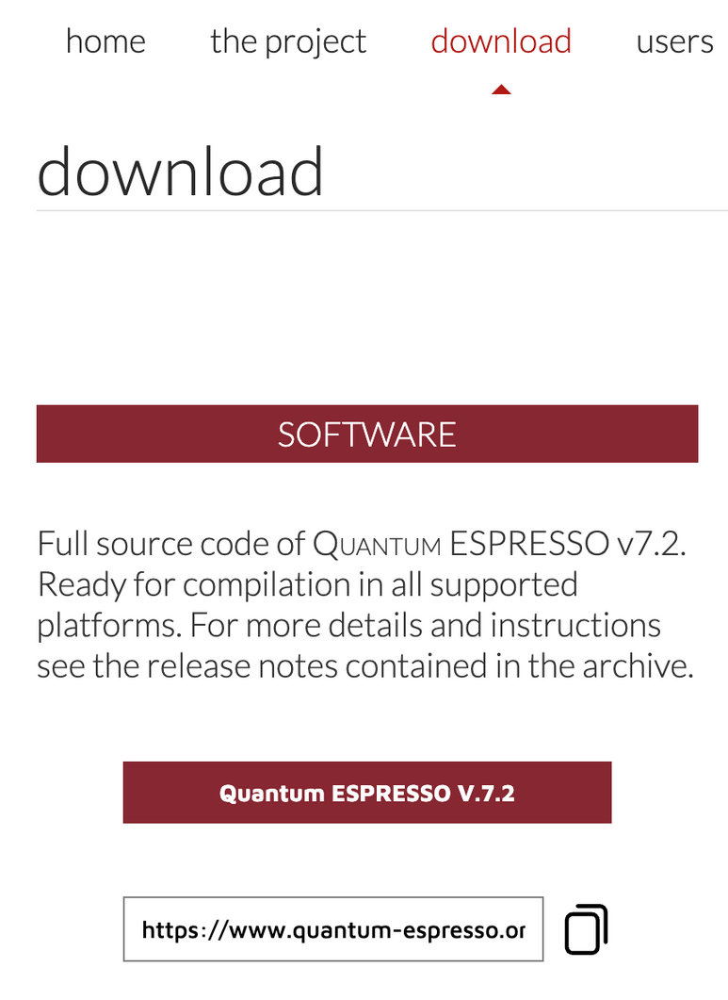 home the project download users
download
SOFTWARE
Full source code of QUANTUM ESPRESSO v7.2.
Ready for compilation in all supported
platforms. For more details and instructions
see the release notes contained in the archive.
Quantum ESPRESSO V.7.2
https://www.quantum-espresso.or